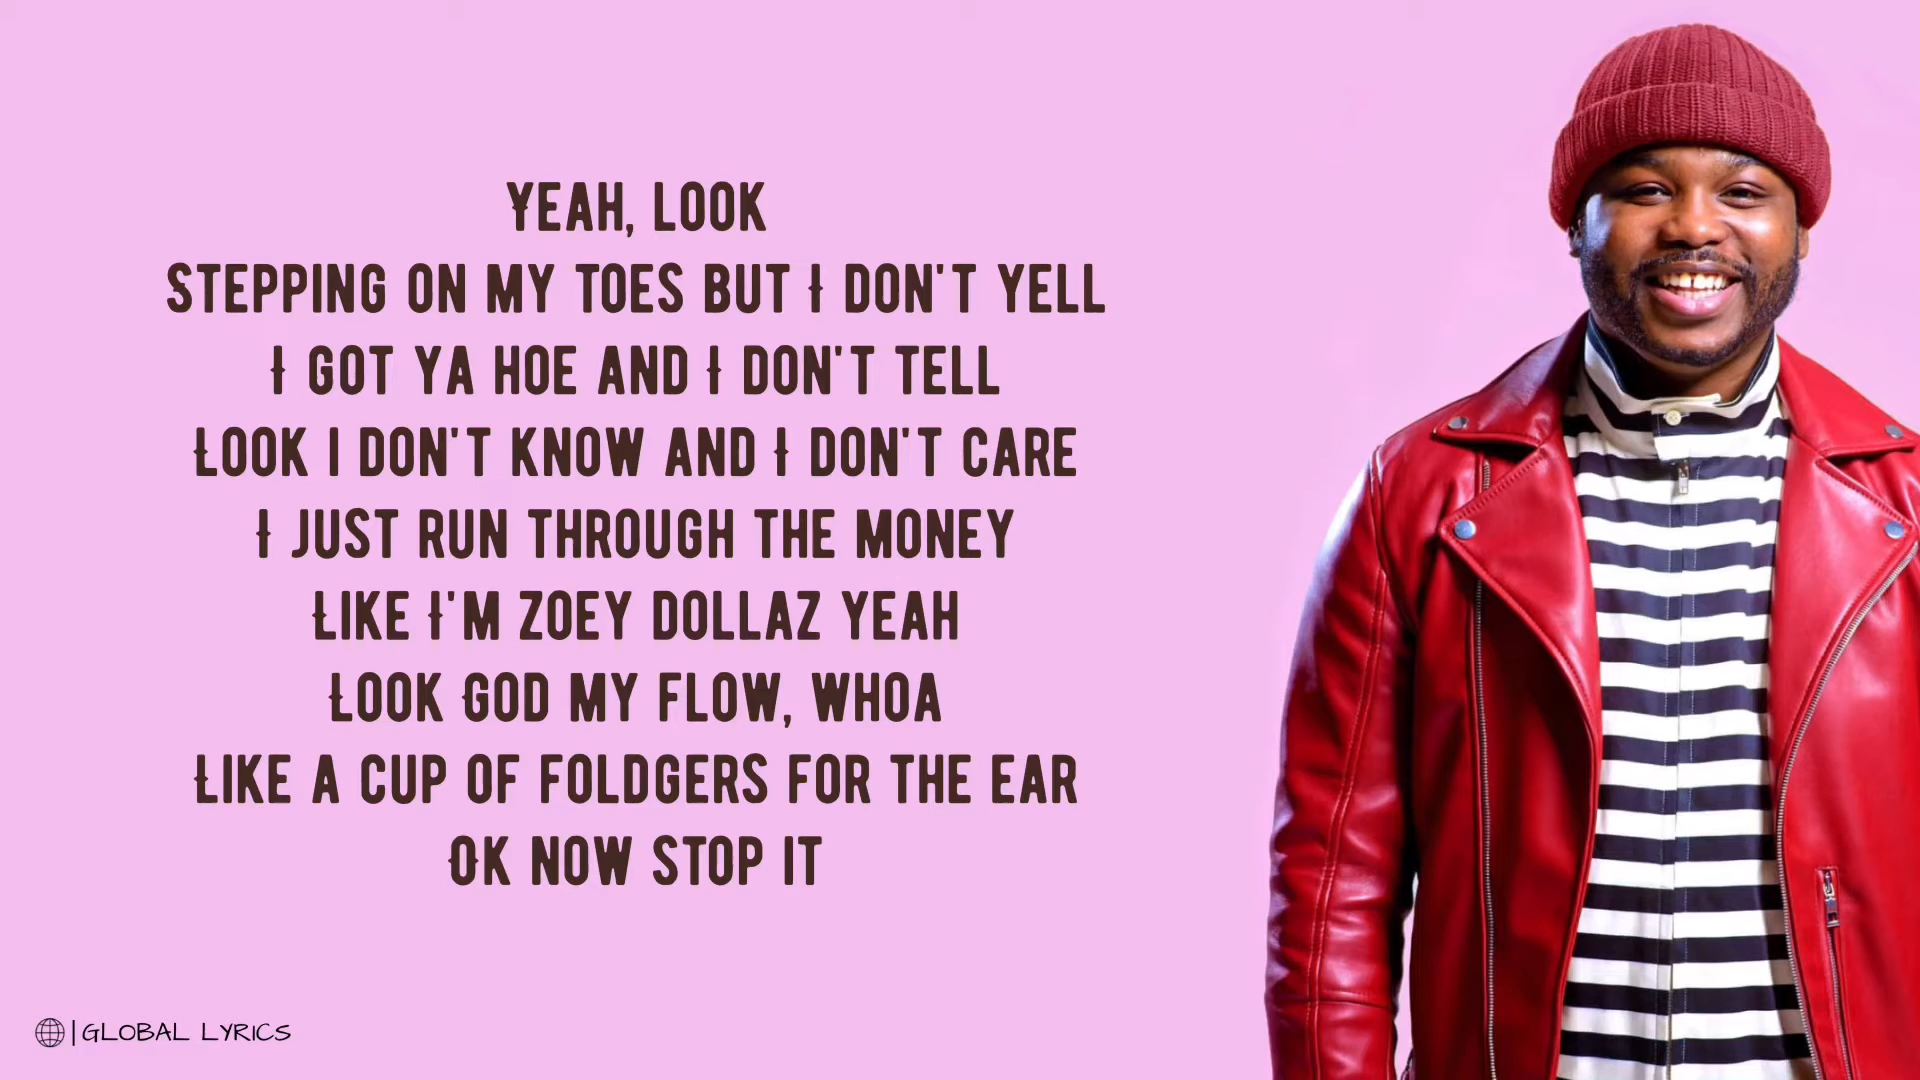 YEAH, LOOK
STEPPING ON MY TOES BUT I DON'T YELL
I GOT YA HOE AND I DON'T TELL
LOOK I DON'T KNOW AND I DON'T CARE
I JUST RUN THROUGH THE MONEY
LIKE I'M ZOEY DOLLAZ YEAH
LOOK GOD MY FLOW, WHOA
LIKE A CUP OF FOLDGERS FOR THE EAR
OK NOW STOP IT
|GLOBAL LYRICS